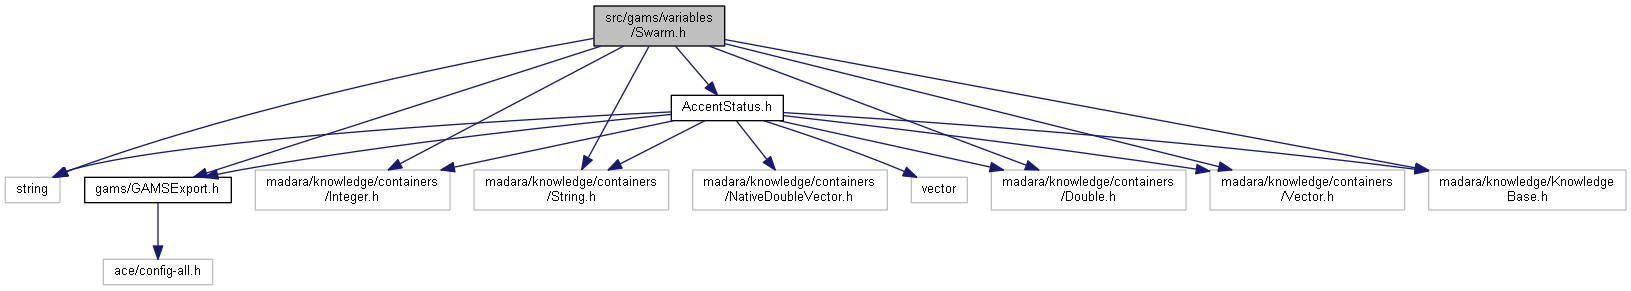 src/gams/variables
/Swarm.h
AccentStatus.h
string
gams/GAMSExport.h
madara/knowledge/containers
/Integer.h
madara/knowledge/containers
/String.h
madara/knowledge/containers
/NativeDoubleVector.h
vector
madara/knowledge/containers
/Double.h
madara/knowledge/containers
/Vector.h
madara/knowledge/Knowledge
Base.h
ace/config-all.h